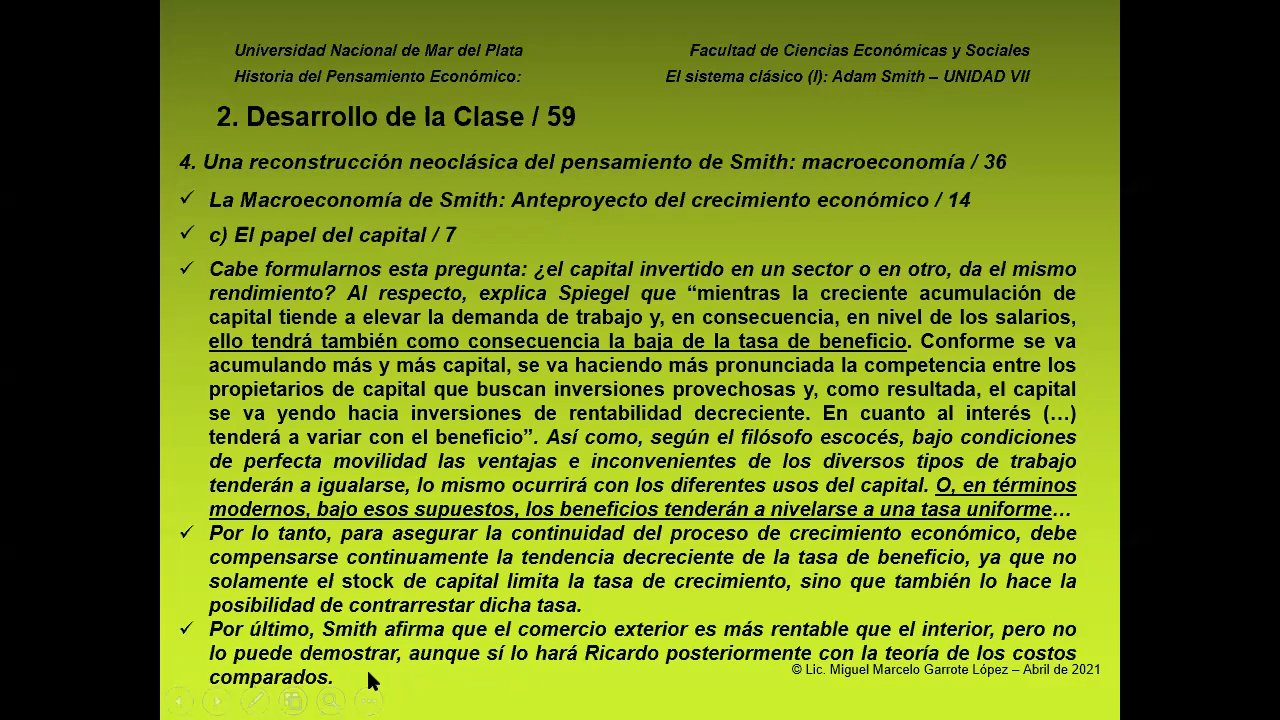 Universidad Nacional de Mar del Plata Facultad de Ciencias Económicas y Sociales
Historia del Pensamiento Económico: El sistema clásico (I): Adam Smith – UNIDAD VII
2. Desarrollo de la Clase / 59
4. Una reconstrucción neoclásica del pensamiento de Smith: macroeconomía / 36
✓ La Macroeconomía de Smith: Anteproyecto del crecimiento económico / 14
✓ c) El papel del capital / 7
✓ Cabe formularnos esta pregunta: ¿el capital invertido en un sector o en otro, da el mismo
rendimiento? Al respecto, explica Spiegel que “mientras la creciente acumulación de
capital tiende a elevar la demanda de trabajo y, en consecuencia, en nivel de los salarios,
ello tendrá también como consecuencia la baja de la tasa de beneficio. Conforme se va
acumulando más y más capital, se va haciendo más pronunciada la competencia entre los
propietarios de capital que buscan inversiones provechosas y, como resultada, el capital
se va yendo hacia inversiones de rentabilidad decreciente. En cuanto al interés (…)
tenderá a variar con el beneficio”. Así como, según el filósofo escocés, bajo condiciones
de perfecta movilidad las ventajas e inconvenientes de los diversos tipos de trabajo
tenderán a igualarse, lo mismo ocurrirá con los diferentes usos del capital. O, en términos
modernos, bajo esos supuestos, los beneficios tenderán a nivelarse a una tasa uniforme…
✓ Por lo tanto, para asegurar la continuidad del proceso de crecimiento económico, debe
compensarse continuamente la tendencia decreciente de la tasa de beneficio, ya que no
solamente el stock de capital limita la tasa de crecimiento, sino que también lo hace la
posibilidad de contrarrestar dicha tasa.
✓ Por último, Smith afirma que el comercio exterior es más rentable que el interior, pero no
lo puede demostrar, aunque sí lo hará Ricardo posteriormente con la teoría de los costos
comparados.
© Lic. Miguel Marcelo Garrote López – Abril de 2021